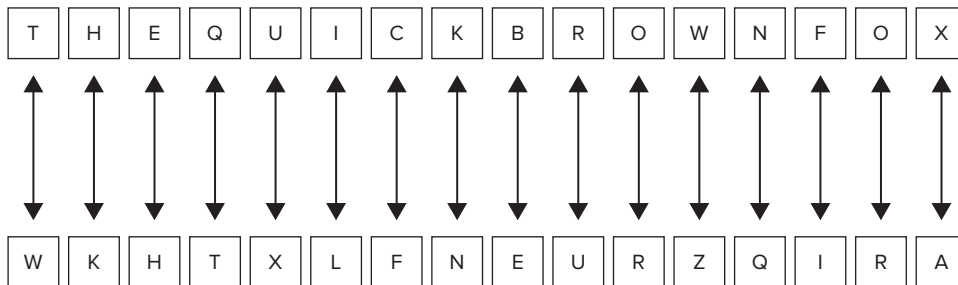 T H E Q U I C K B R O W N F O X
W K H T X L F N E U R Z Q I R A